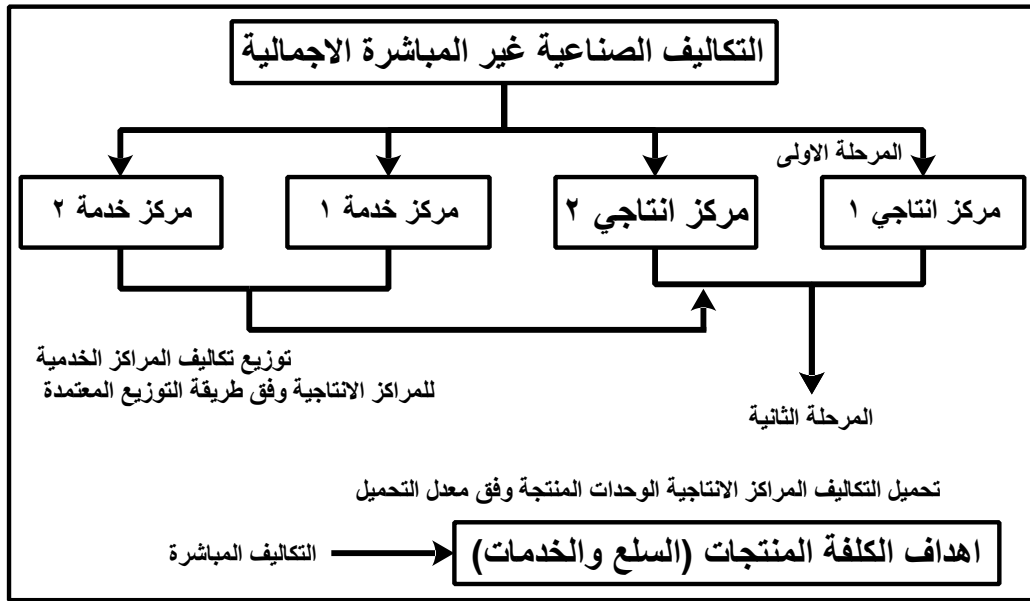 التكاليف الصناعية غير المباشرة الاجمالية
المرحلة الاولى
مركز انتاجي ١
مركز انتاجي ٢
مركز خدمة ١
مركز خدمة ٢
توزيع تكاليف المراكز الخدمية
للمراكز الانتاجية وفق طريقة التوزيع المعتمدة
المرحلة الثانية
تحميل التكاليف المراكز الانتاجية الوحدات المنتجة وفق معدل التحميل
اهداف الكلفة المنتجات (السلع والخدمات)
التكاليف المباشرة